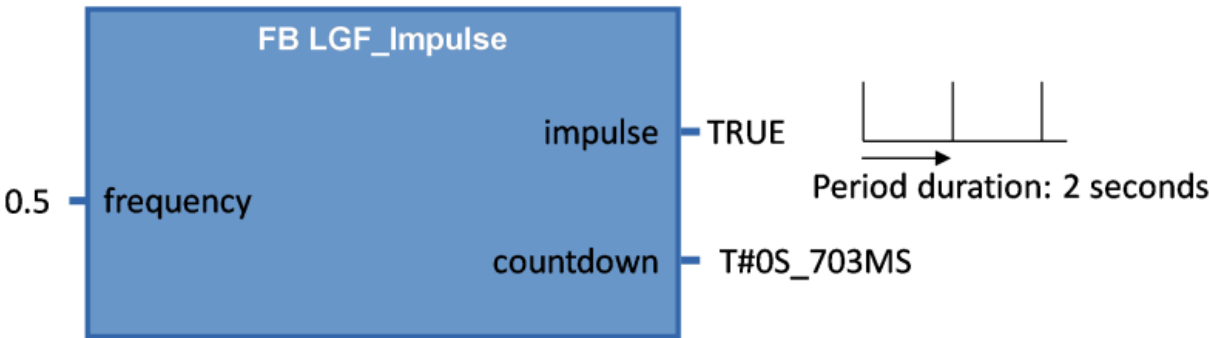 FB LGF_Impulse
impulse TRUE
0.5 frequency
Period duration: 2 seconds
countdown T#0S_703MS